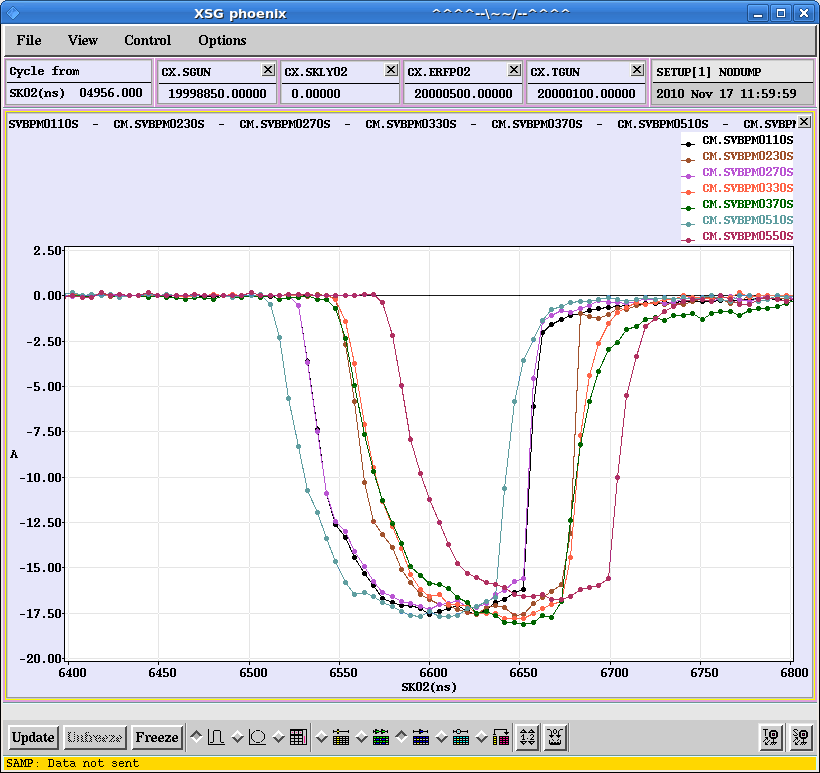 XSG phoenix ^^^^--\~~/--^^^^
File View Control Options
Cycle from CX.SGUN CX.SKLY02 CX.ERFP02 CX.TGUN SETUP[1] NODUMP
SK02(ns) 04956.000 19998850.00000 0.00000 20000500.00000 20000100.00000 2010 Nov 17 11:59:59
SVBPM0110S - CM.SVBPM0230S - CM.SVBPM0270S - CM.SVBPM0330S - CM.SVBPM0370S - CM.SVBPM0510S - CM.SVBPM
CM.SVBPM0110S
CM.SVBPM0230S
CM.SVBPM0270S
CM.SVBPM0330S
CM.SVBPM0370S
CM.SVBPM0510S
CM.SVBPM0550S
2.50
0.00
-2.50
-5.00
-7.50
A
-10.00
-12.50
-15.00
-17.50
-20.00
6400 6450 6500 6550 6600 6650 6700 6750 6800
SK02(ns)
Update Unfreeze Freeze 1.2
SAMP: Data not sent